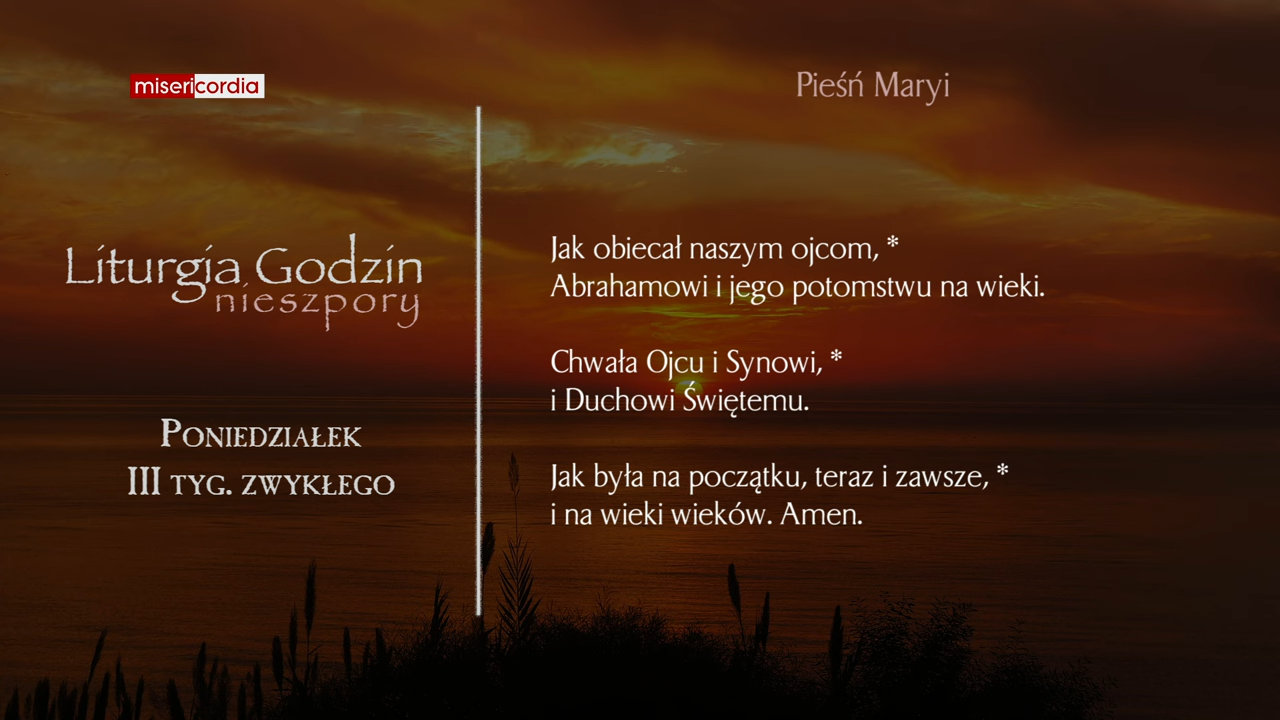 misericordia
Liturgia Godzin
nieszpory
Poniedziałek
III tyg. zwykłego
Pieśń Maryi
Jak obiecał naszym ojcom, *
Abrahamowi i jego potomstwu na wieki.
Chwała Ojcu i Synowi, *
i Duchowi Świętemu.
Jak była na początku, teraz i zawsze, *
i na wieki wieków. Amen.